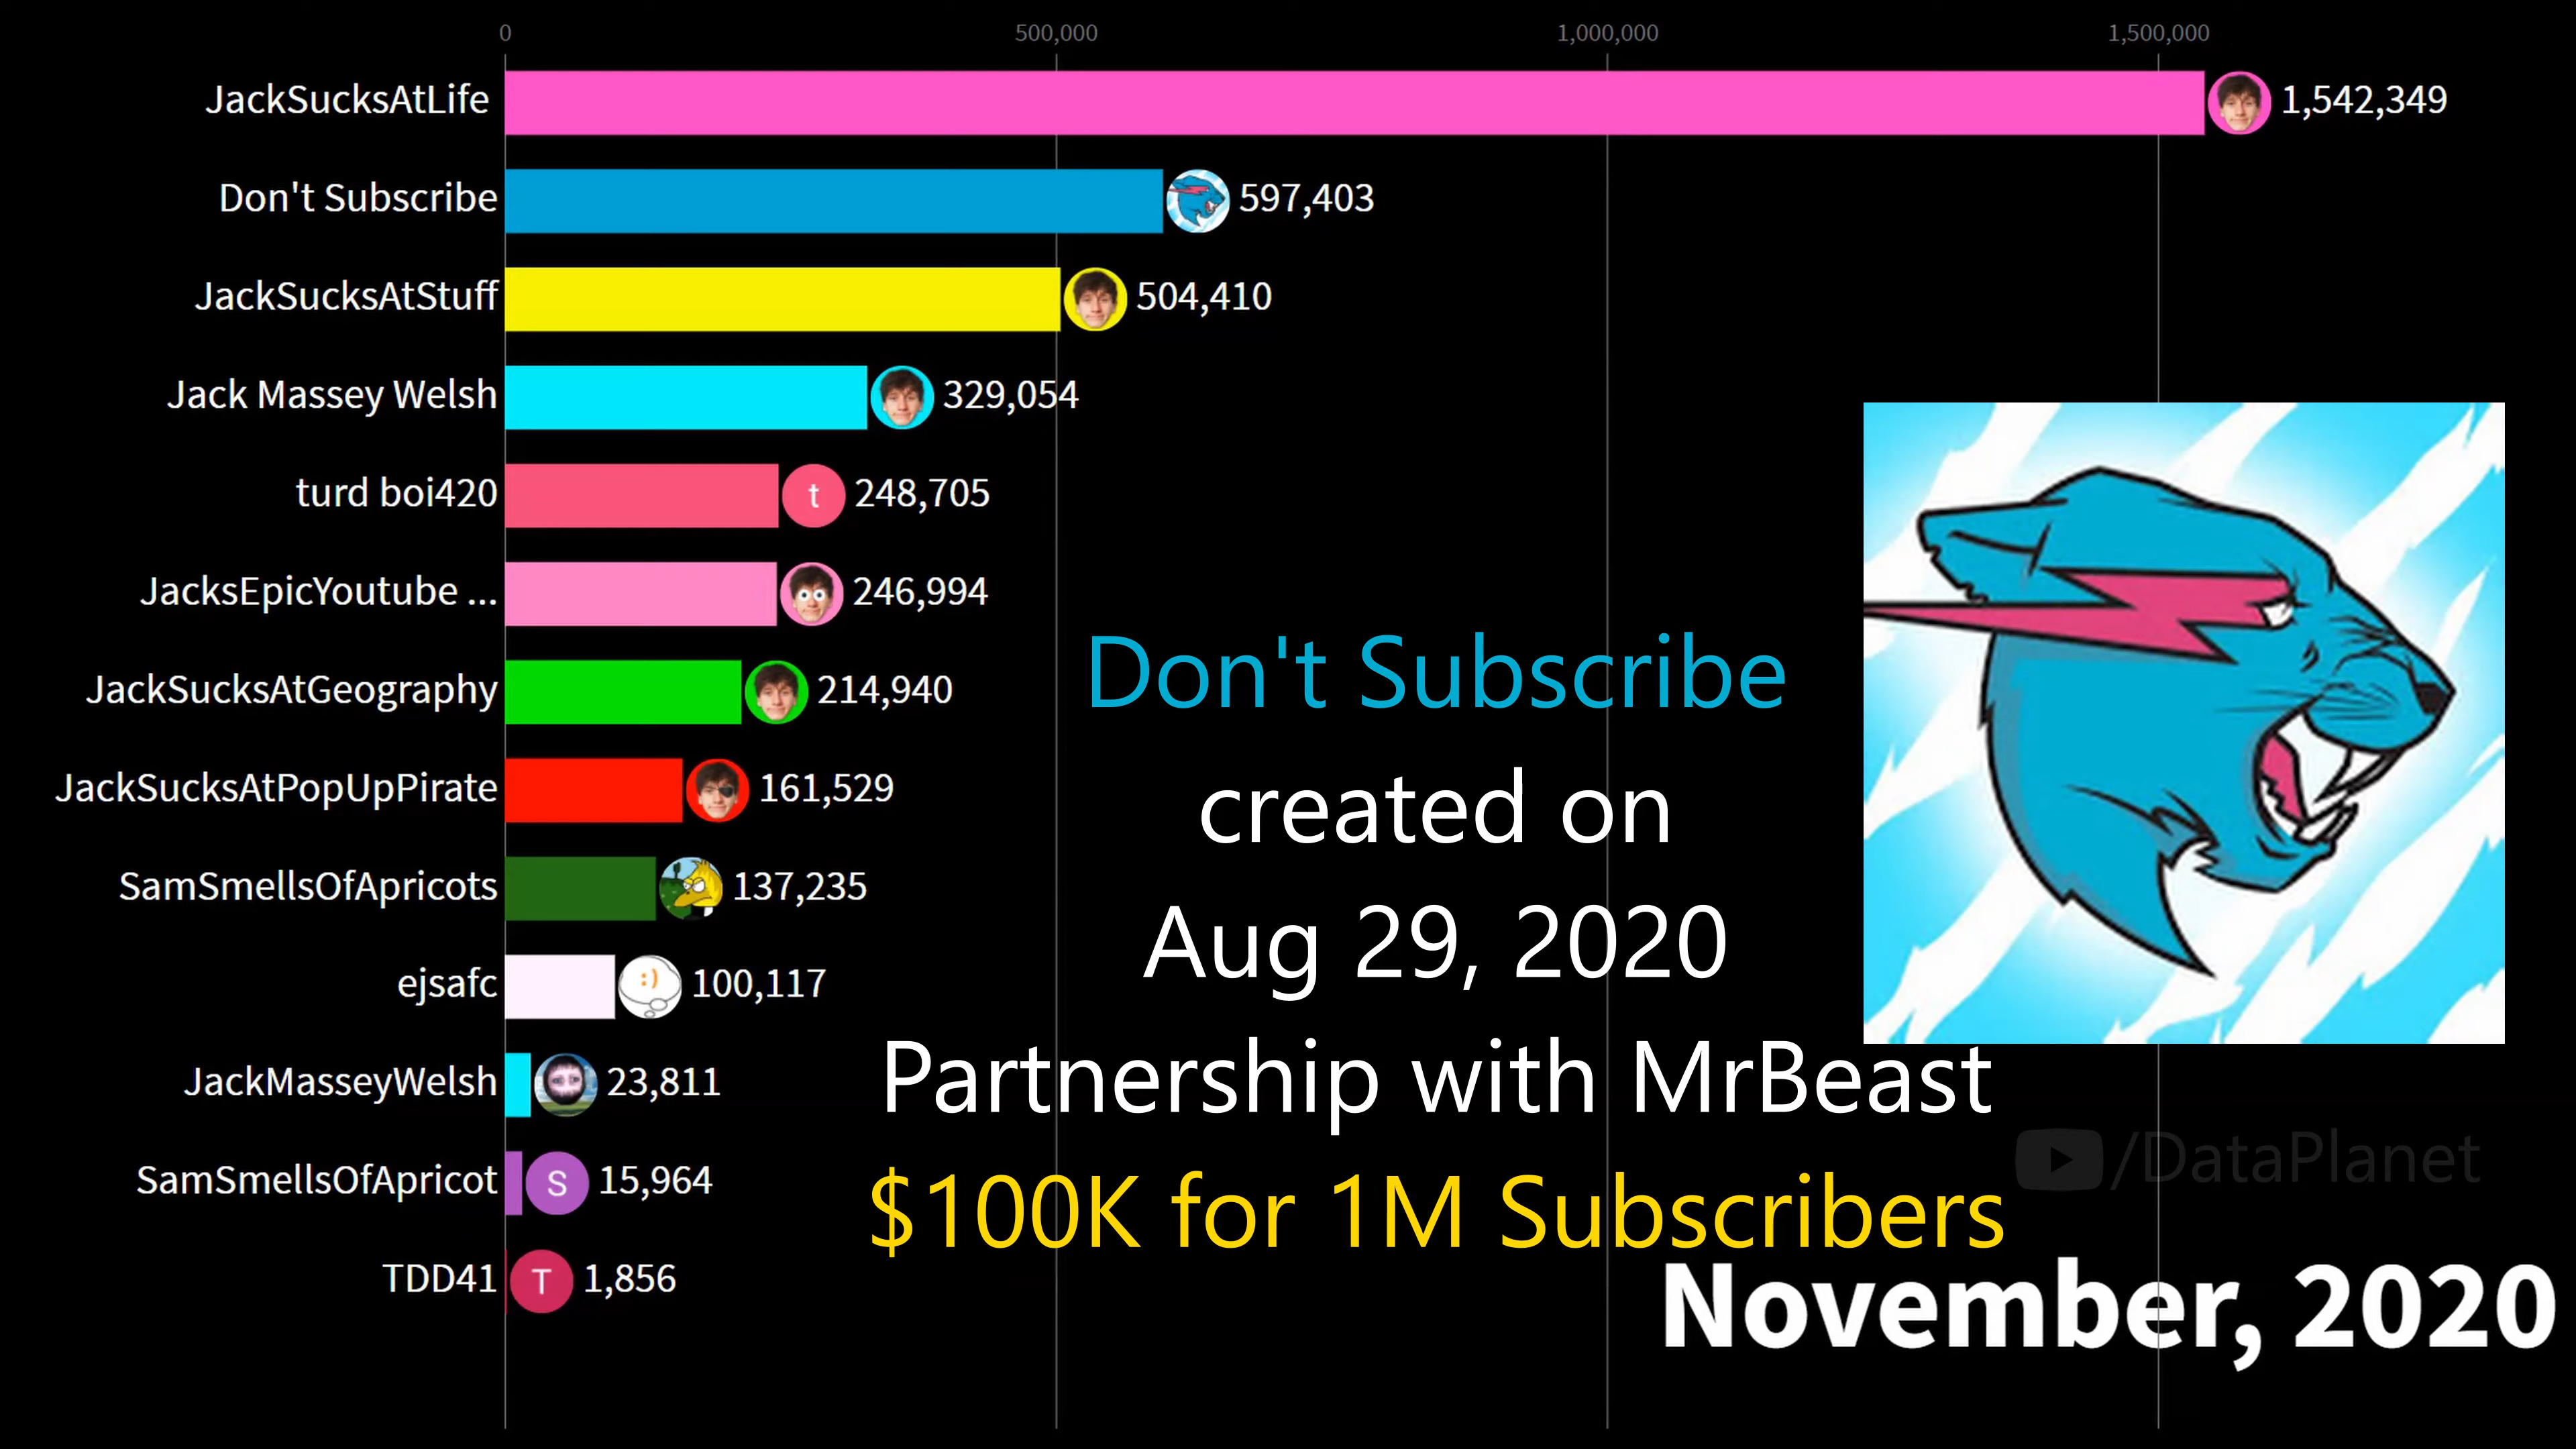 0 500,000 1,000,000 1,500,000
JackSucksAtLife 1,542,349
Don't Subscribe 597,403
JackSucksAtStuff 504,410
Jack Massey Welsh 329,054
turd boi420 t 248,705
JacksEpicYoutube ... 246,994
JackSucksAtGeography 214,940
JackSucksAtPopUpPirate 161,529
SamSmellsOfApricots 137,235
ejsafc :) 100,117
JackMasseyWelsh 23,811
SamSmellsOfApricot S 15,964
TDD41 T 1,856
Don't Subscribe
created on
Aug 29, 2020
Partnership with MrBeast
$100K for 1M Subscribers
/DataPlanet
November, 2020